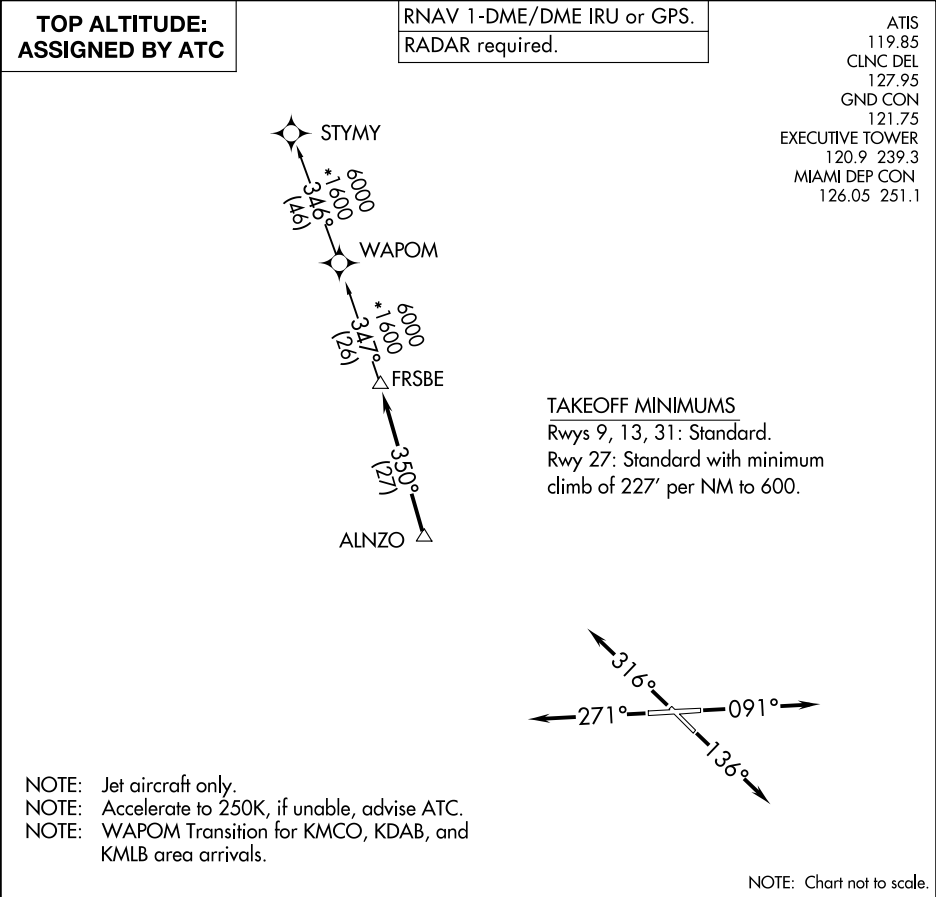 TOP ALTITUDE:
ASSIGNED BY ATC
RNAV 1-DME/DME IRU or GPS.
RADAR required.
ATIS
119.85
CLNC DEL
127.95
GND CON
121.75
EXECUTIVE TOWER
120.9 239.3
MIAMI DEP CON
126.05 251.1
STYMY
6000
*1600
346°
(46)
WAPOM
6000
*1600
347°
(26)
FRSBE
350°
(27)
ALNZO
TAKEOFF MINIMUMS
Rwys 9, 13, 31: Standard.
Rwy 27: Standard with minimum
climb of 227' per NM to 600.
316°
271°
091°
136°
NOTE: Jet aircraft only.
NOTE: Accelerate to 250K, if unable, advise ATC.
NOTE: WAPOM Transition for KMCO, KDAB, and
KMLB area arrivals.
NOTE: Chart not to scale.